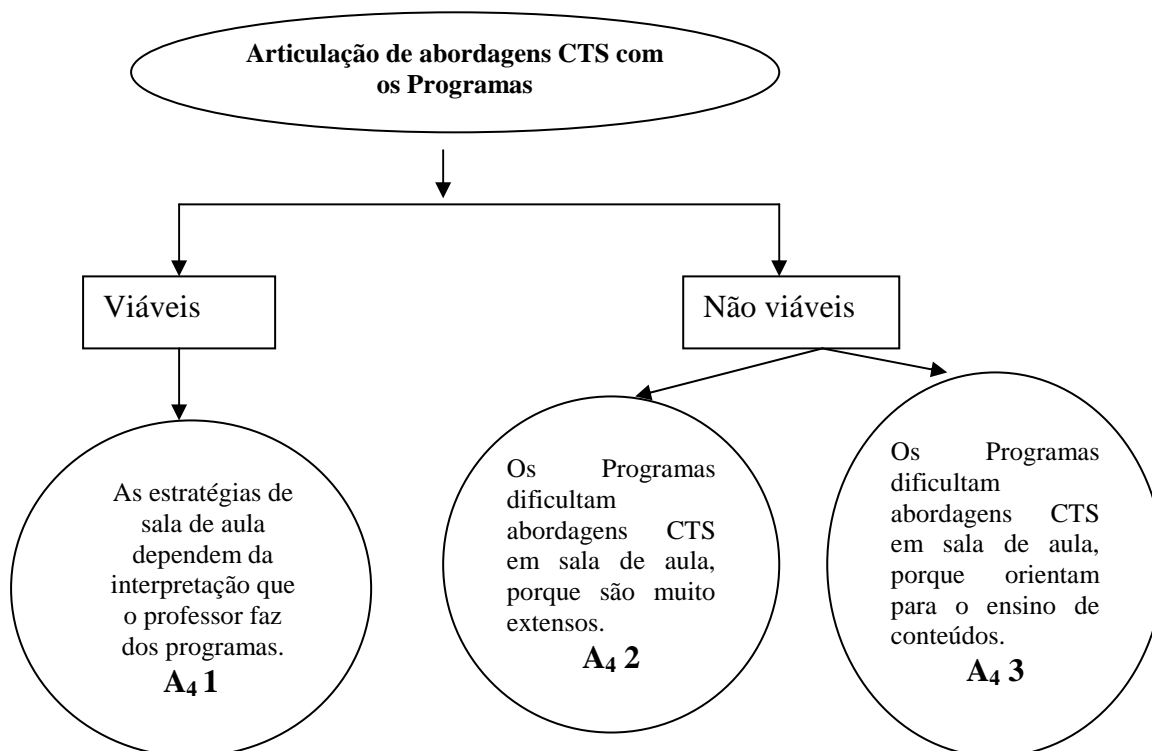 Articulação de abordagens CTS com
os Programas
Viáveis
Não viáveis
As estratégias de
sala de aula
dependem da
interpretação que
o professor faz
dos programas.
A4 1
Os Programas
dificultam
abordagens CTS
em sala de aula,
porque são muito
extensos.
A4 2
Os Programas
dificultam
abordagens CTS
em sala de aula,
porque orientam
para o ensino de
conteúdos.
A4 3